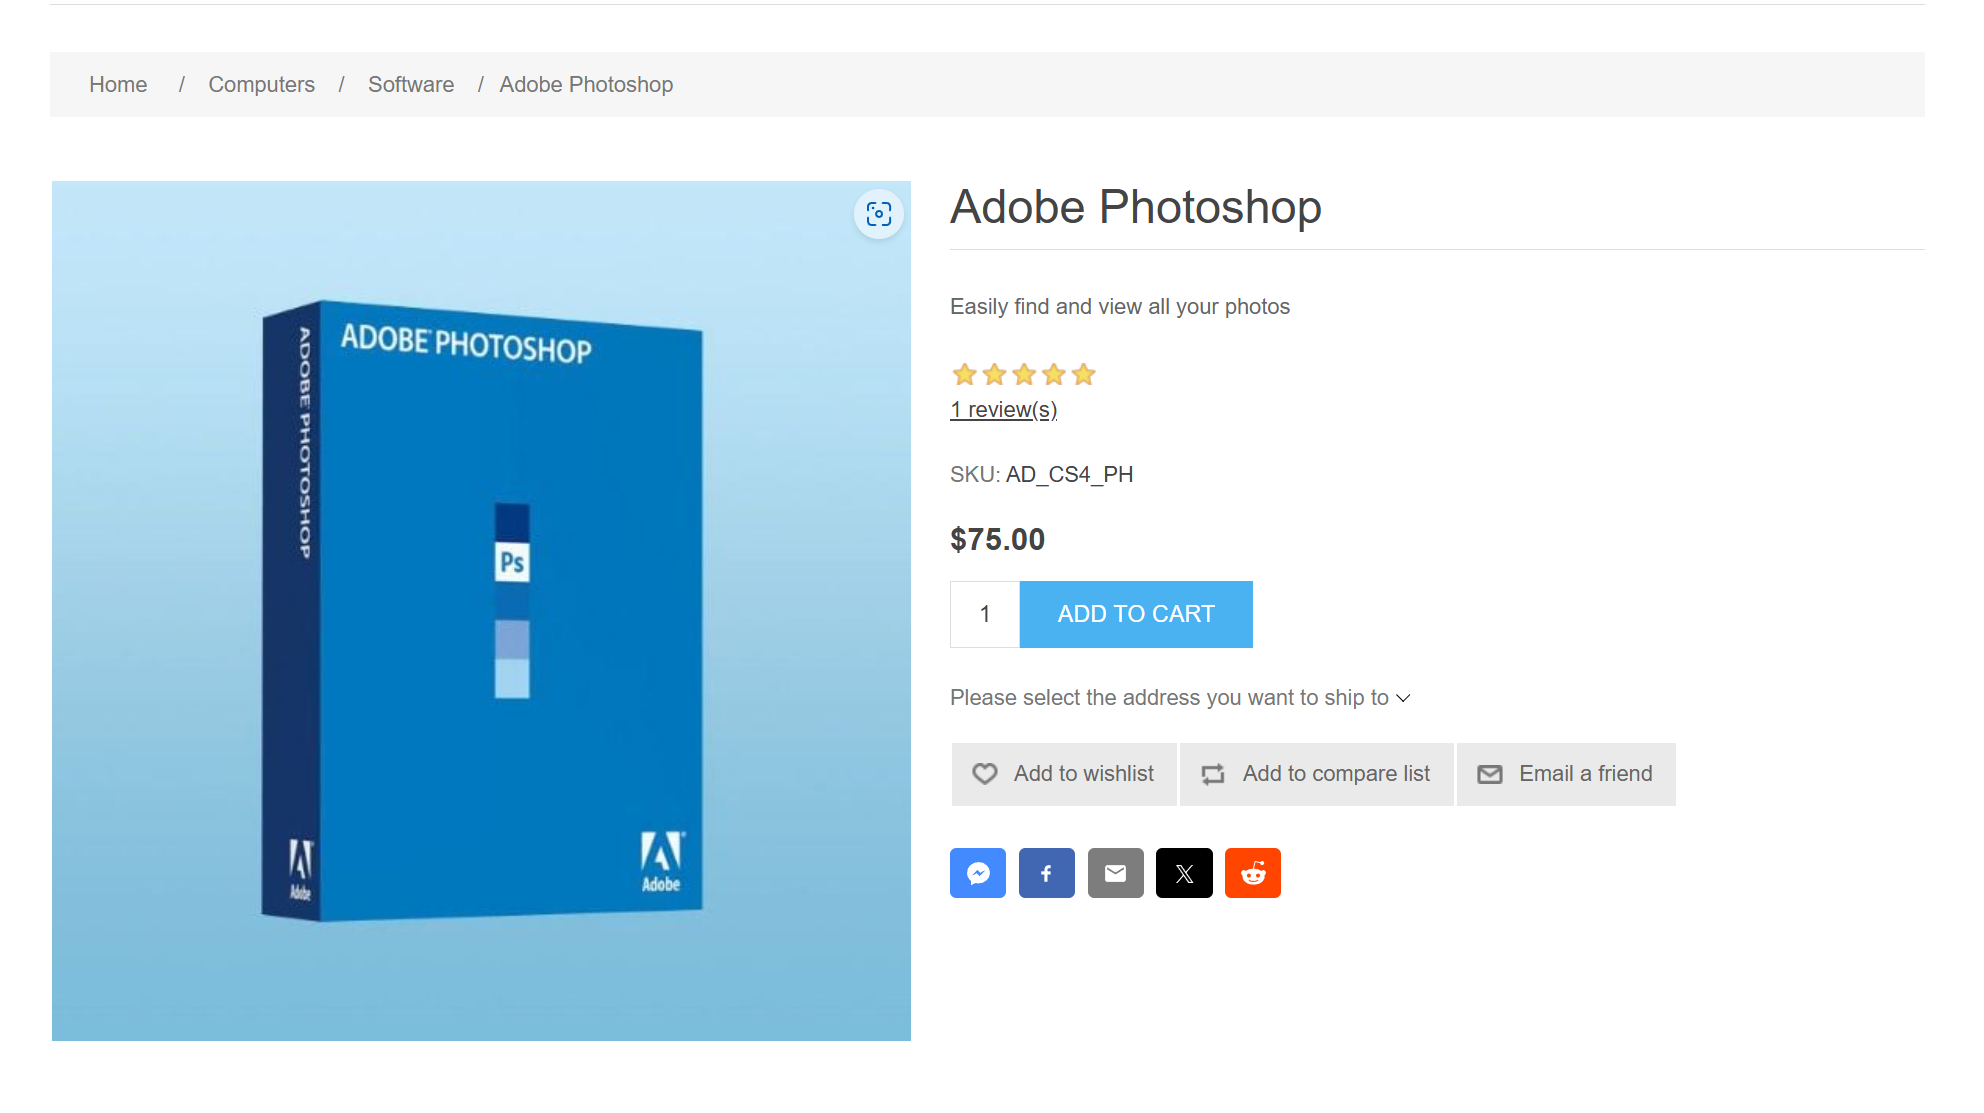 Home / Computers / Software / Adobe Photoshop
ADOBE PHOTOSHOP
ADOBE PHOTOSHOP
Ps
Adobe
Adobe
Adobe Photoshop
Easily find and view all your photos
1 review(s)
SKU: AD_CS4_PH
$75.00
1 ADD TO CART
Please select the address you want to ship to
Add to wishlist Add to compare list Email a friend